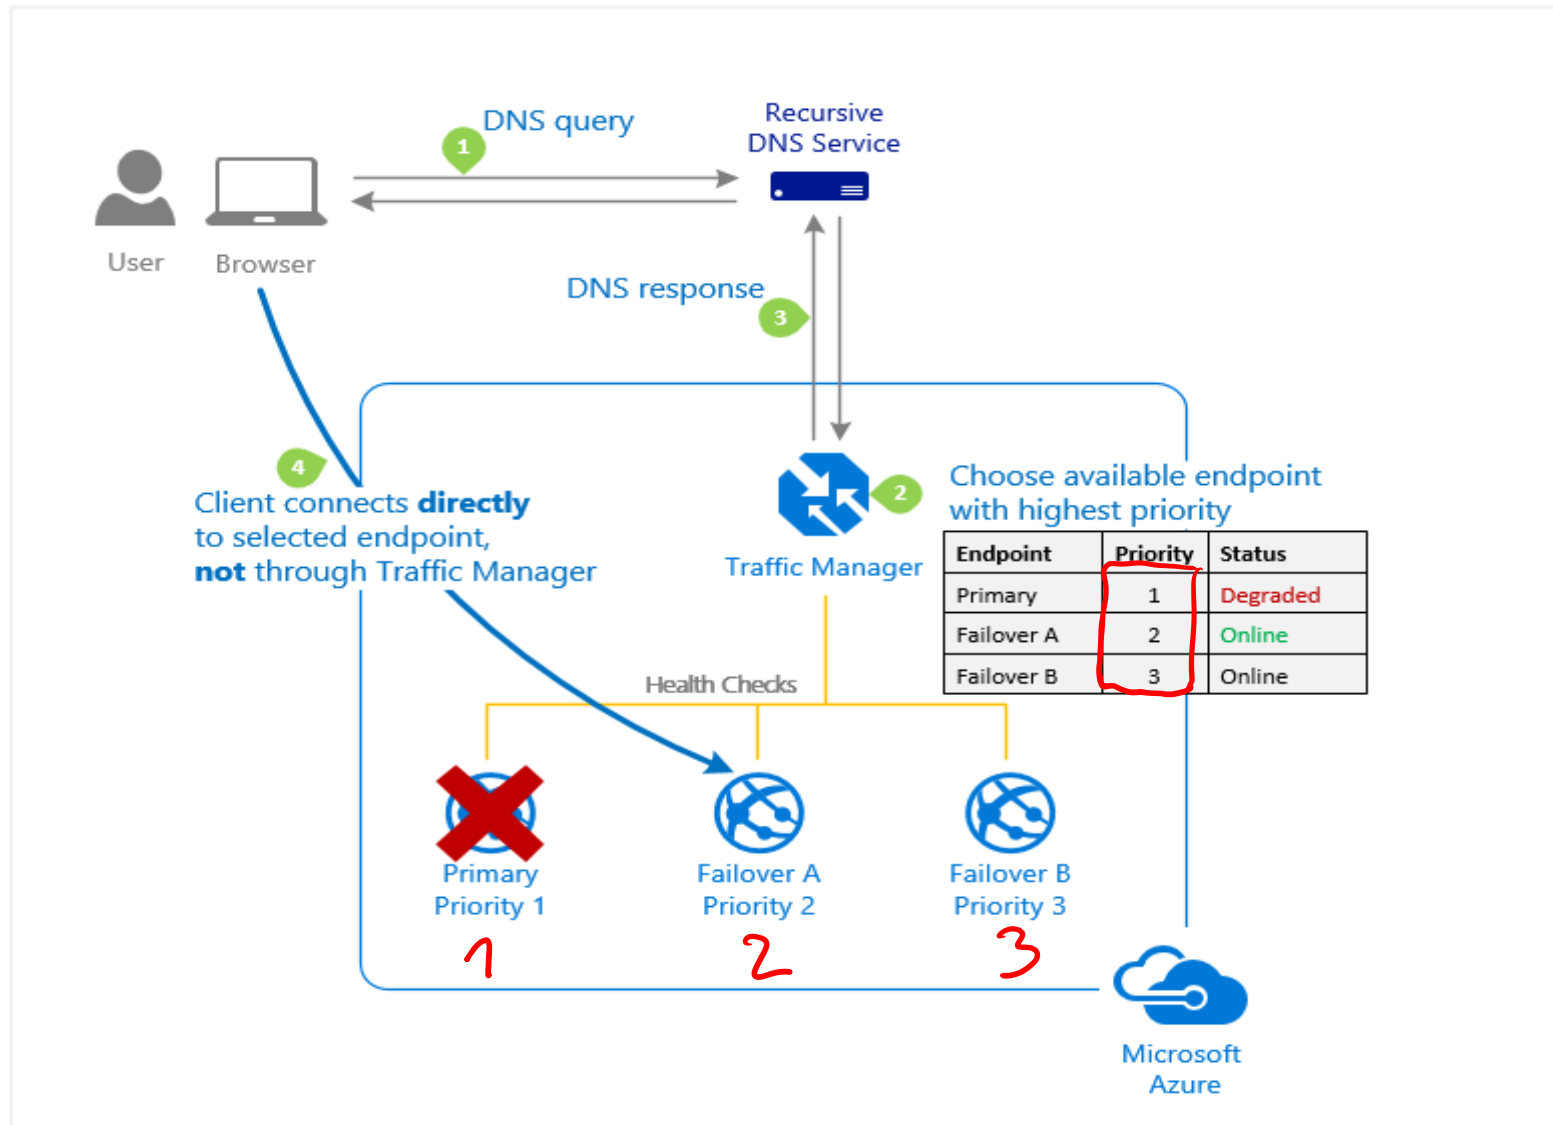 DNS query
1
Recursive
DNS Service
User
Browser
DNS response
3
4
Client connects directly
to selected endpoint,
not through Traffic Manager
2
Choose available endpoint
with highest priority
Traffic Manager
Endpoint Priority Status
Primary 1 Degraded
Failover A 2 Online
Failover B 3 Online
Health Checks
Primary
Priority 1
Failover A
Priority 2
Failover B
Priority 3
1
2
3
Microsoft
Azure